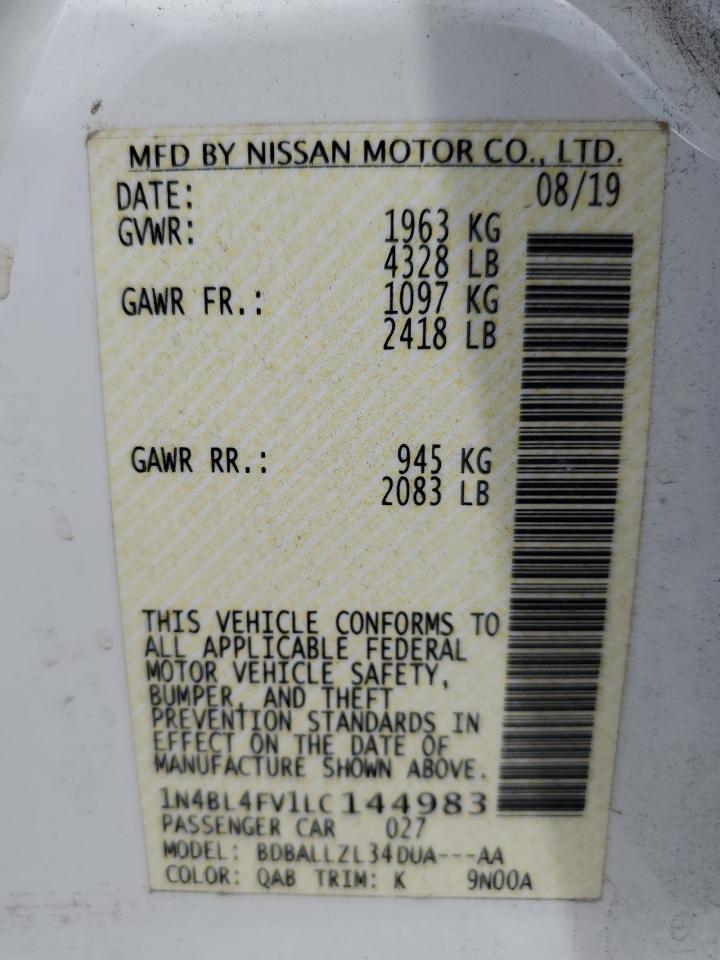 MFD BY NISSAN MOTOR CO., LTD.
DATE: 08/19
GVWR: 1963 KG
4328 LB
GAWR FR.: 1097 KG
2418 LB
GAWR RR.: 945 KG
2083 LB
THIS VEHICLE CONFORMS TO
ALL APPLICABLE FEDERAL
MOTOR VEHICLE SAFETY,
BUMPER, AND THEFT
PREVENTION STANDARDS IN
EFFECT ON THE DATE OF
MANUFACTURE SHOWN ABOVE.
1N4BL4FV1LC144983
PASSENGER CAR 027
MODEL: BDBALLZL34DUA---AA
COLOR: QAB TRIM: K 9N00A